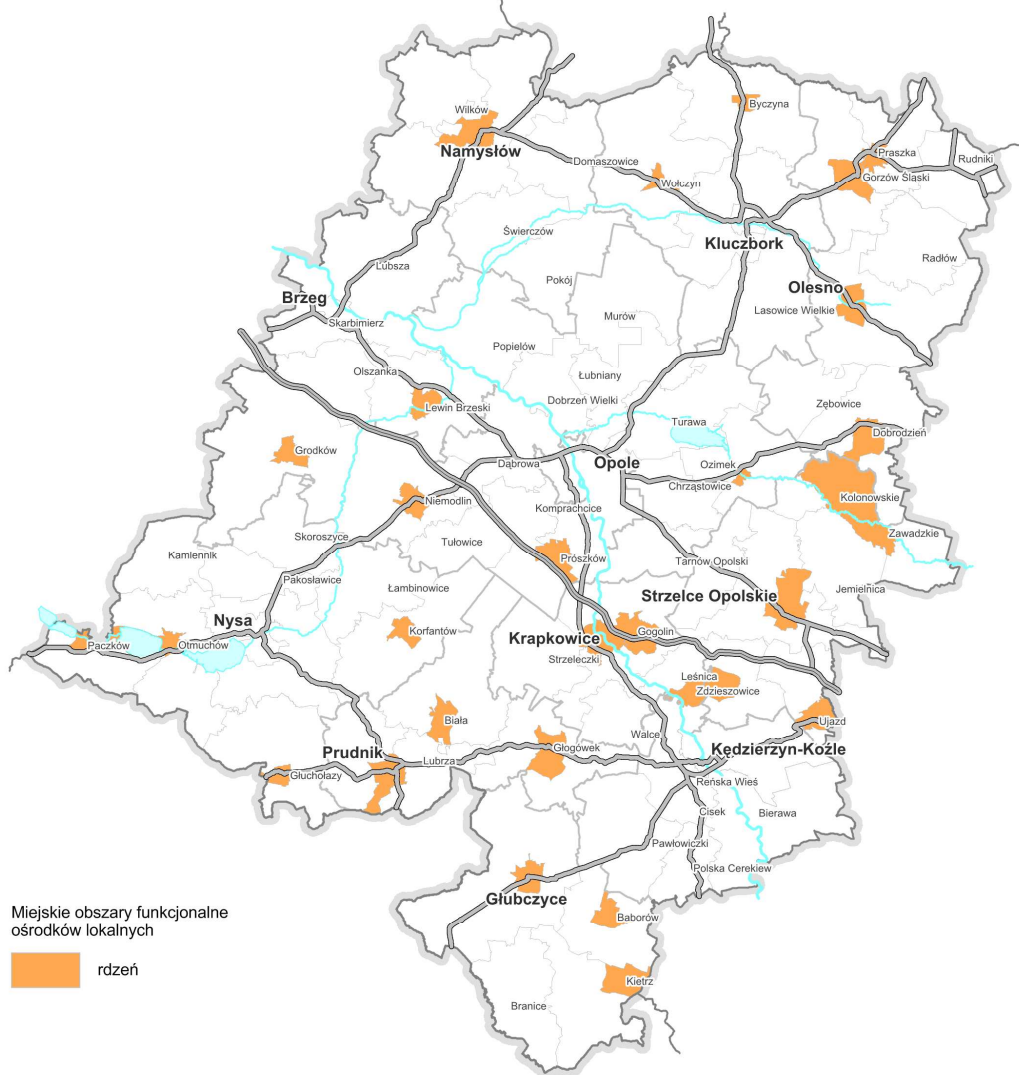 Byczyna
Wilków
Namysłów
Praszka
Rudniki
Domaszowice
Gorzów Ślaski
Wołczyn
Świerczów
Kluczbork
Radłów
Lubsza
Pokój
Olesno
Brzeg
Lasowice Wielkie
Skarbimierz
Murów
Popielów
Olszanka
Łubniany
Dobrzeń Wielki
Zębowice
Lewin Brzeski
Turawa
Dobrodzień
Grodków
Dąbrowa
Opole
Ozimek
Chrząstowice
Niemodlin
Kolonowskie
Komprachcice
Skoroszyce
Tułowice
Zawadzkie
Kamiennik
Prószków
Tarnów Opolski
Pakosławice
Łambinowice
Jemielnica
Strzelce Opolskie
Nysa
Korfantów
Gogolin
Krapkowice
Paczków
Otmuchów
Strzeleczki
Leśnica
Zdzieszowice
Biała
Ujazd
Walce
Głogówek
Prudnik
Lubrza
Kędzierzyn-Koźle
Głuchołazy
Reńska Wieś
Cisek
Bierawa
Pawłowiczki
Polska Cerekiew
Głubczyce
Baborów
Miejskie obszary funkcjonalne
ośrodków lokalnych
rdzeń
Kietrz
Branice